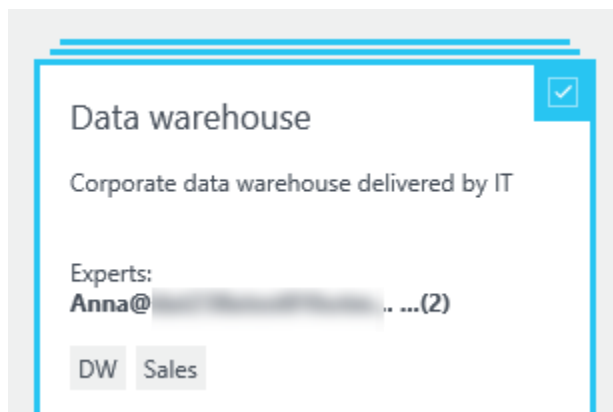 Data warehouse
Corporate data warehouse delivered by IT
Experts:
Anna@ .. ...(2)
DW Sales